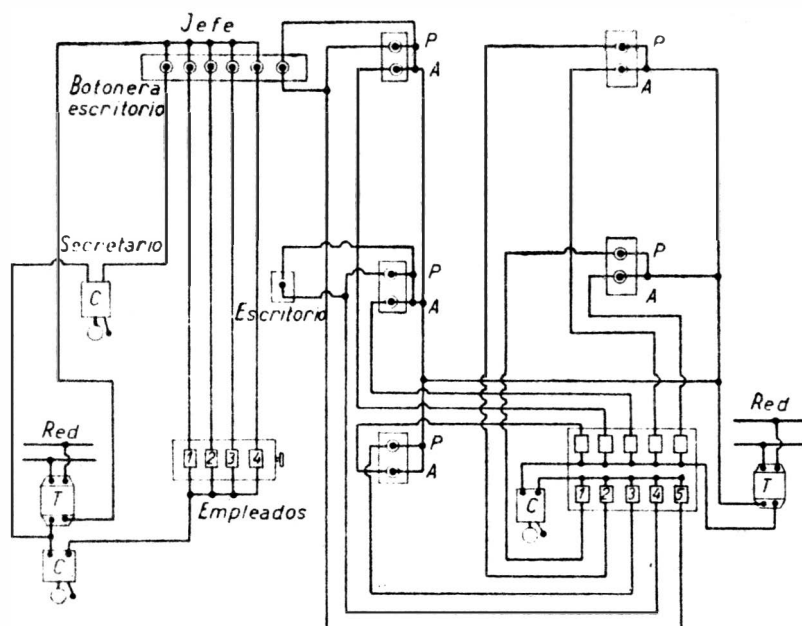 Jefe
Botonera
escritorio
P
A
P
A
Secretario
C
Escritorio
P
A
P
A
Red
T
1 2 3 4
Empleados
C
P
A
C
1 2 3 4 5
Red
T